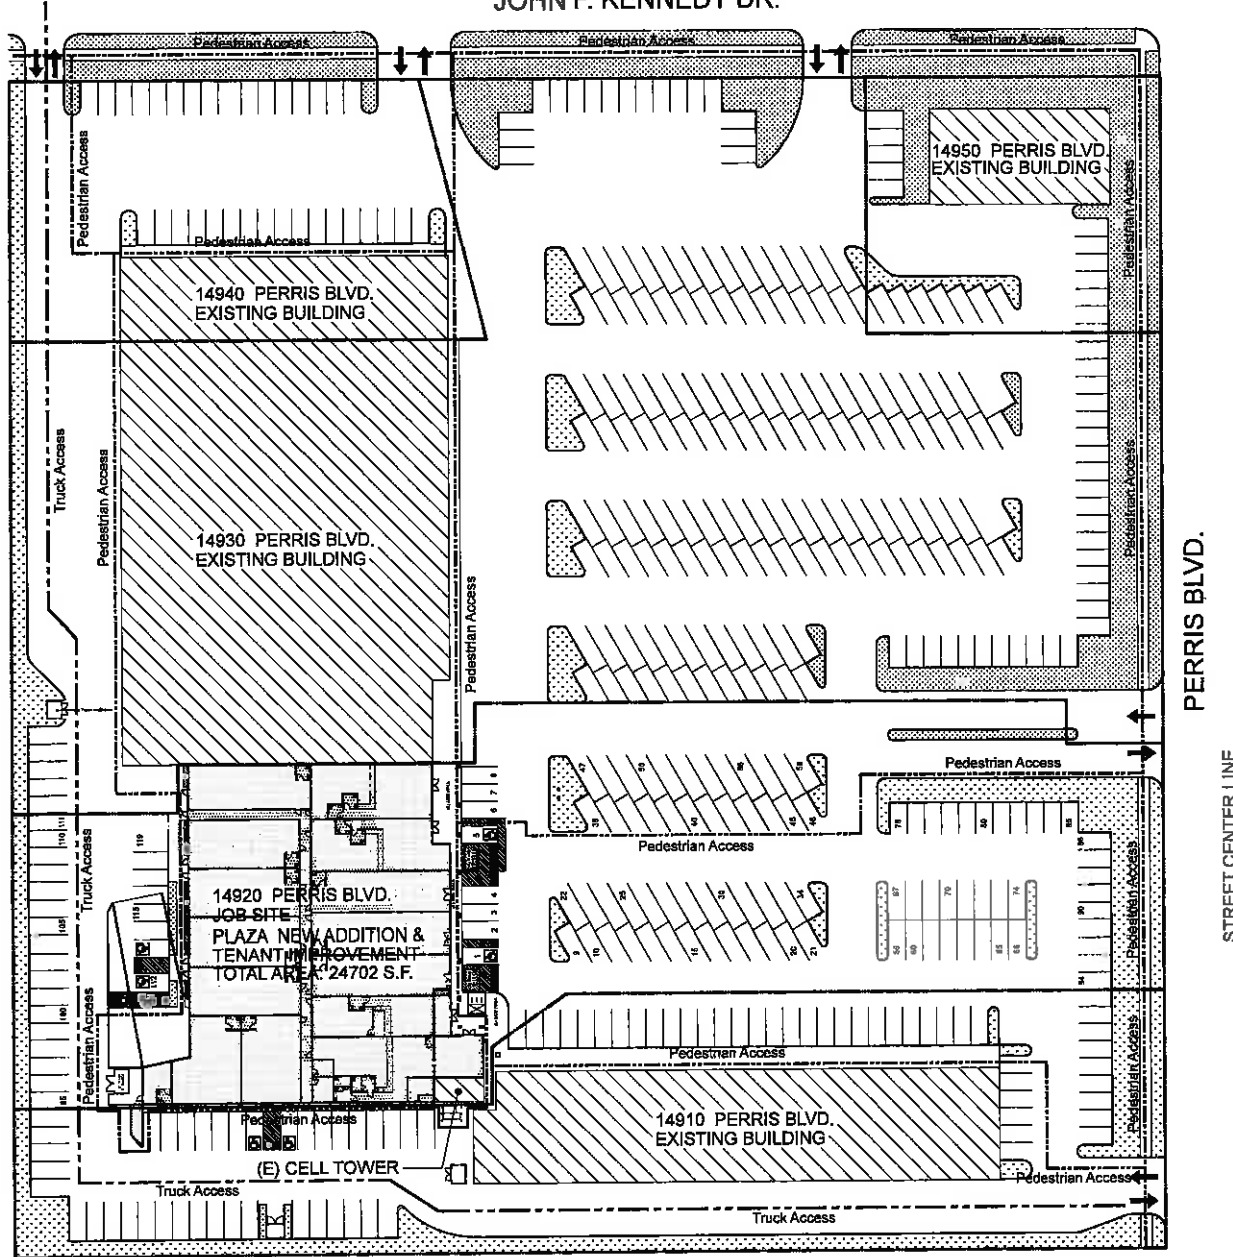 JOHN F. KENNEDY DR.
Pedestrian Access
Pedestrian Access
Pedestrian Access
Pedestrian Access
14950 PERRIS BLVD.
EXISTING BUILDING
Pedestrian Access
Pedestrian Access
14940 PERRIS BLVD.
EXISTING BUILDING
Truck Access
Pedestrian Access
14930 PERRIS BLVD.
EXISTING BUILDING
Pedestrian Access
Pedestrian Access
PERRIS BLVD.
STREET CENTER LINE
Pedestrian Access
Pedestrian Access
Truck Access
14920 PERRIS BLVD.
JOB SITE
PLAZA NEW ADDITION &
TENANT IMPROVEMENT
TOTAL AREA: 24702 S.F.
Pedestrian Access
Pedestrian Access
Pedestrian Access
Pedestrian Access
Pedestrian Access
14910 PERRIS BLVD.
EXISTING BUILDING
(E) CELL TOWER
Pedestrian Access
Truck Access
Truck Access